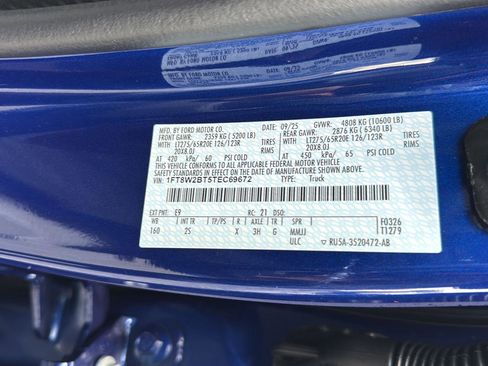 MFD. BY FORD MOTOR CO.
DATE: 09/25 GVWR: 4808 KG (10600 LB)
FRONT GAWR: 2359 KG (5200 LB) REAR GAWR: 2876 KG (6340 LB)
WITH LT275/65R20E 126/123R TIRES WITH LT275/65R20E 126/123R TIRES
20X8.0J RIMS 20X8.0J RIMS
AT 420 kPa/ 60 PSI COLD AT 450 kPa/ 65 PSI COLD
THIS VEHICLE CONFORMS TO ALL APPLICABLE FEDERAL MOTOR VEHICLE
SAFETY STANDARDS IN EFFECT ON THE DATE OF MANUFACTURE SHOWN ABOVE.
VIN: 1FT8W2BT5TEC69672 TYPE: Truck
EXT PNT: E9 RC: 21 DSO: F0326
WB INT TR TP/PS R AXLE TR SPR T1279
160 2S X 3H G MMJJ
ULC RU5A-3520472-AB